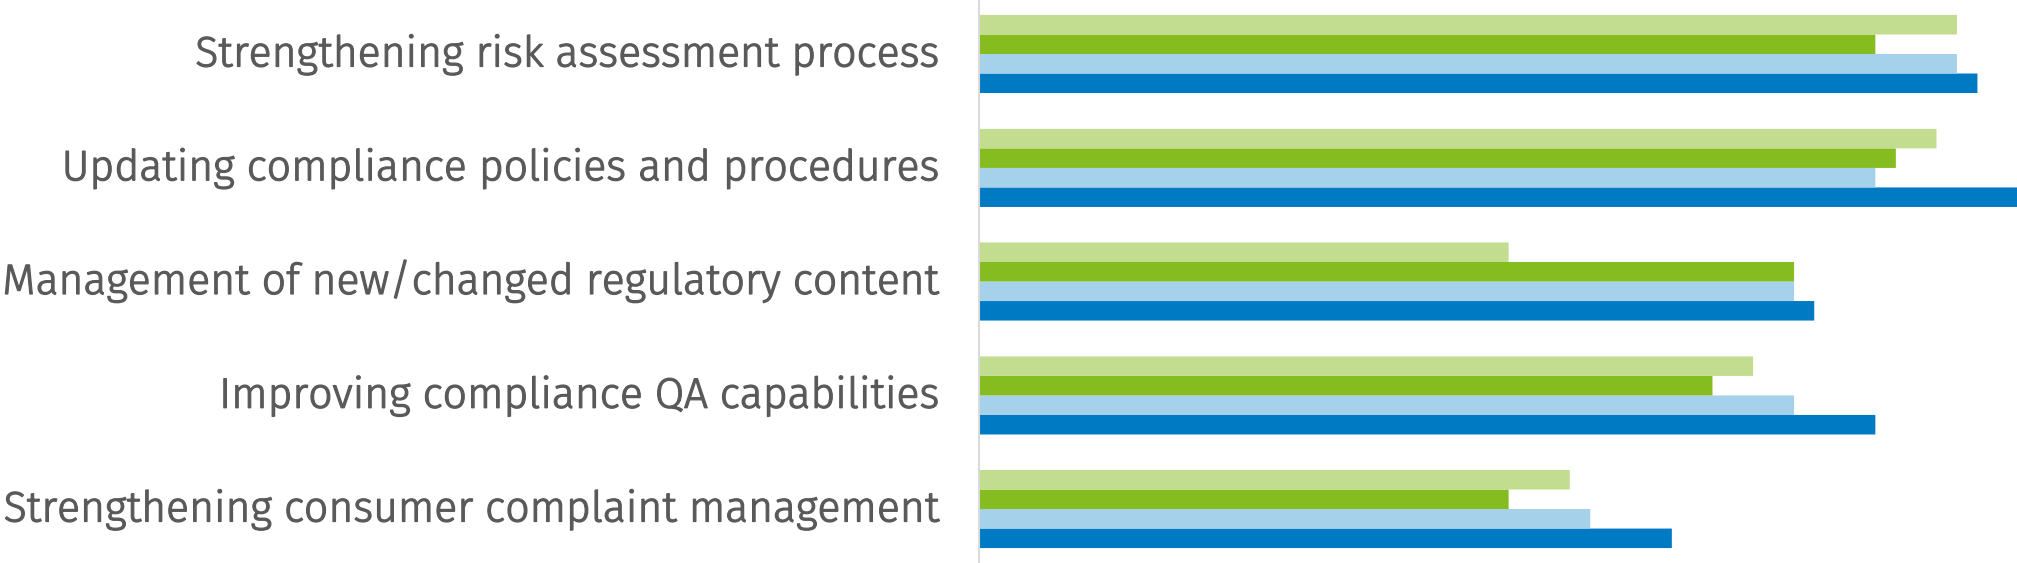 Strengthening risk assessment process
Updating compliance policies and procedures
Management of new/changed regulatory content
Improving compliance QA capabilities
Strengthening consumer complaint management